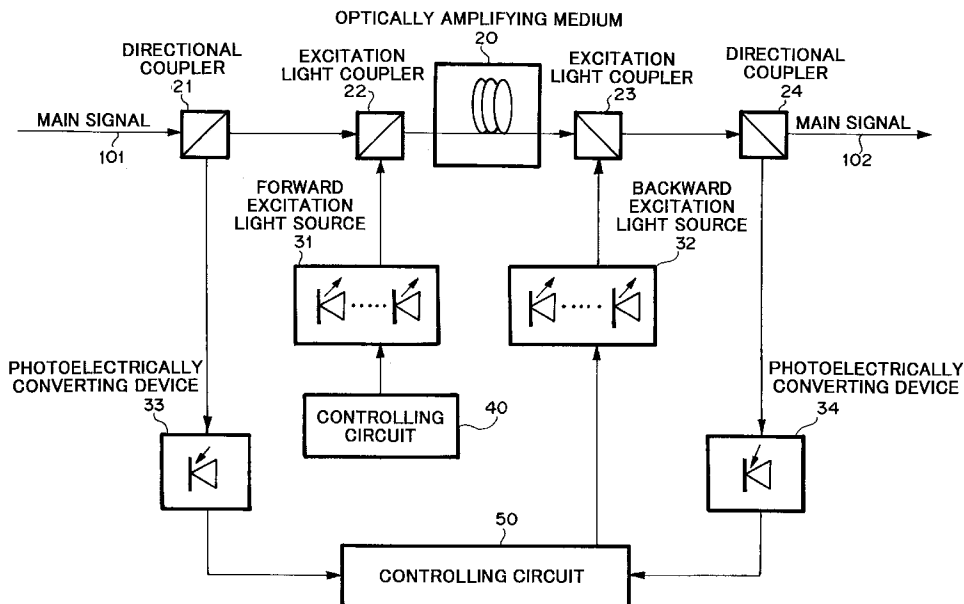 OPTICALLY AMPLIFYING MEDIUM
20
DIRECTIONAL
COUPLER
21
EXCITATION
LIGHT COUPLER
22
EXCITATION
LIGHT COUPLER
23
DIRECTIONAL
COUPLER
24
MAIN SIGNAL
101
MAIN SIGNAL
102
FORWARD
EXCITATION
LIGHT SOURCE
31
BACKWARD
EXCITATION
LIGHT SOURCE
32
PHOTOELECTRICALLY
CONVERTING DEVICE
33
CONTROLLING
CIRCUIT
40
PHOTOELECTRICALLY
CONVERTING DEVICE
34
50
CONTROLLING CIRCUIT